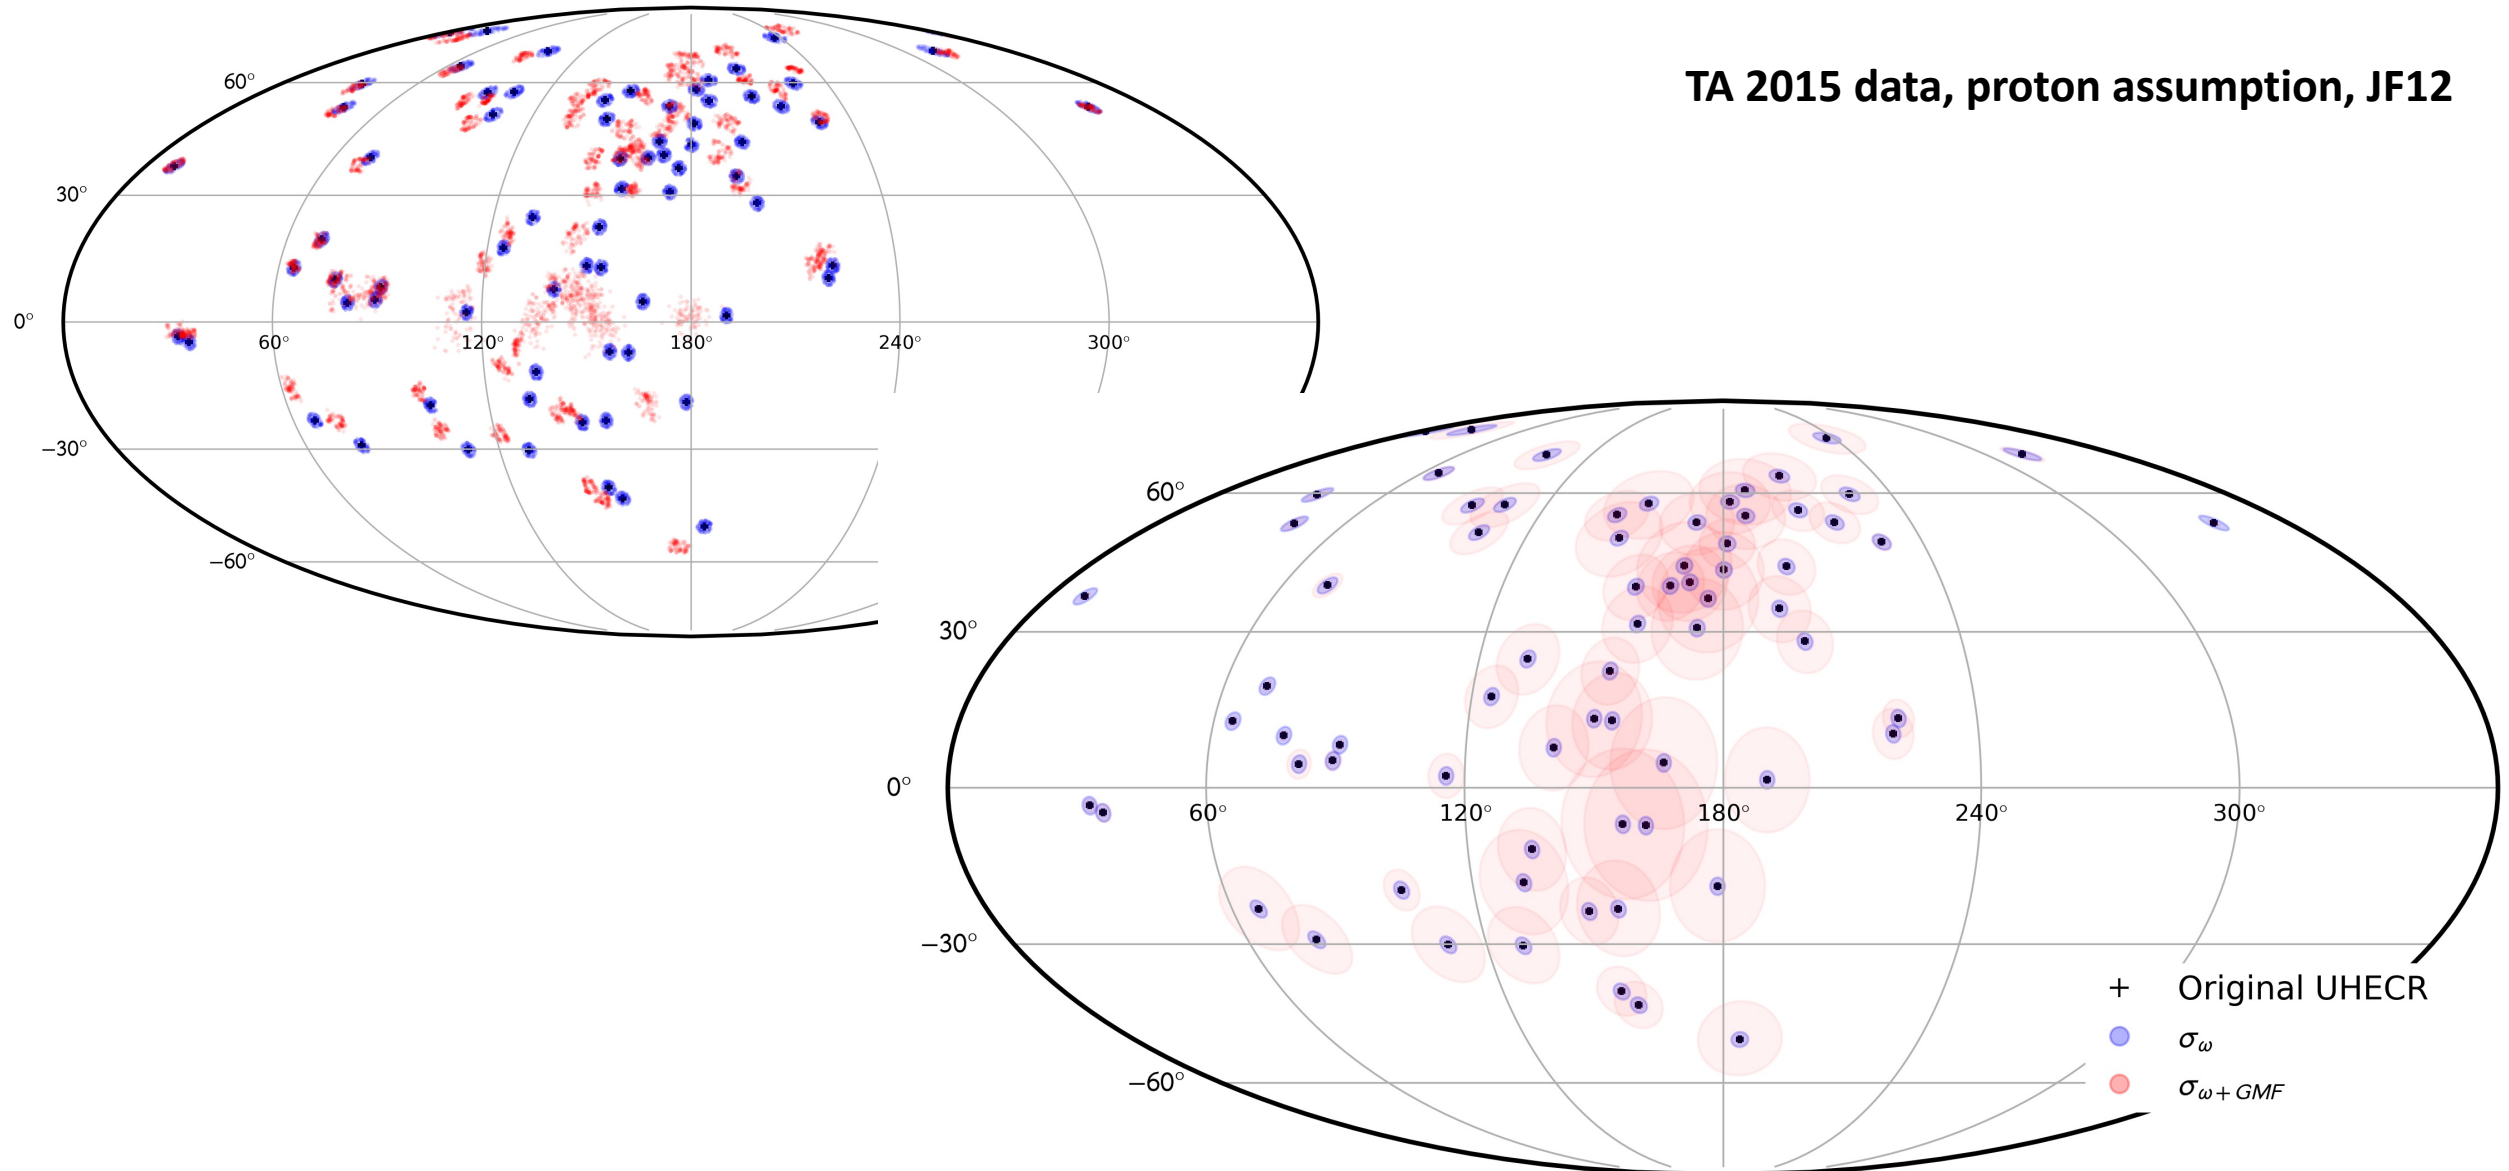 TA 2015 data, proton assumption, JF12
60°
30°
0°
60° 120° 180° 240° 300°
−30°
−60°
60°
30°
0°
60° 120° 180° 240° 300°
−30°
−60°
+ Original UHECR
σω
σω+GMF